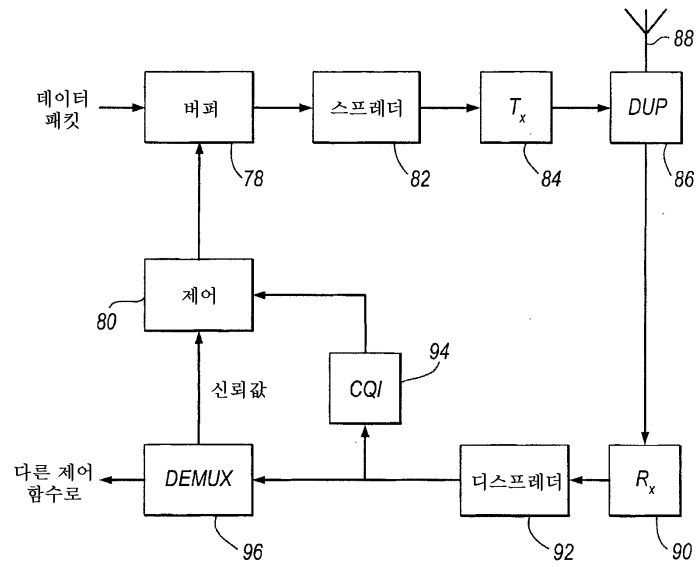 88
데이터
패킷
버퍼
스프레더
Tx
DUP
78
82
84
86
80
제어
94
CQI
신뢰값
다른 제어
함수로
DEMUX
디스프레더
Rx
96
92
90